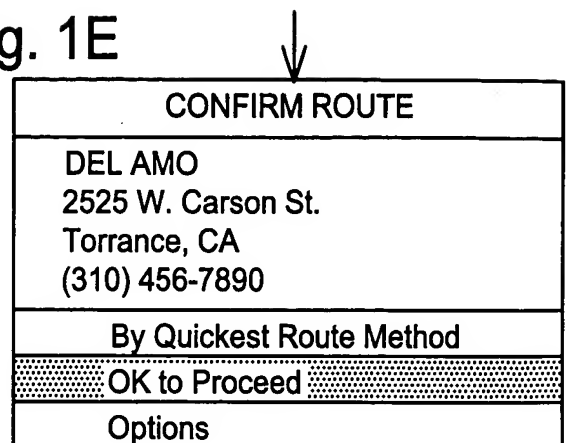 g. 1E
CONFIRM ROUTE
DEL AMO
2525 W. Carson St.
Torrance, CA
(310) 456-7890
By Quickest Route Method
OK to Proceed
Options